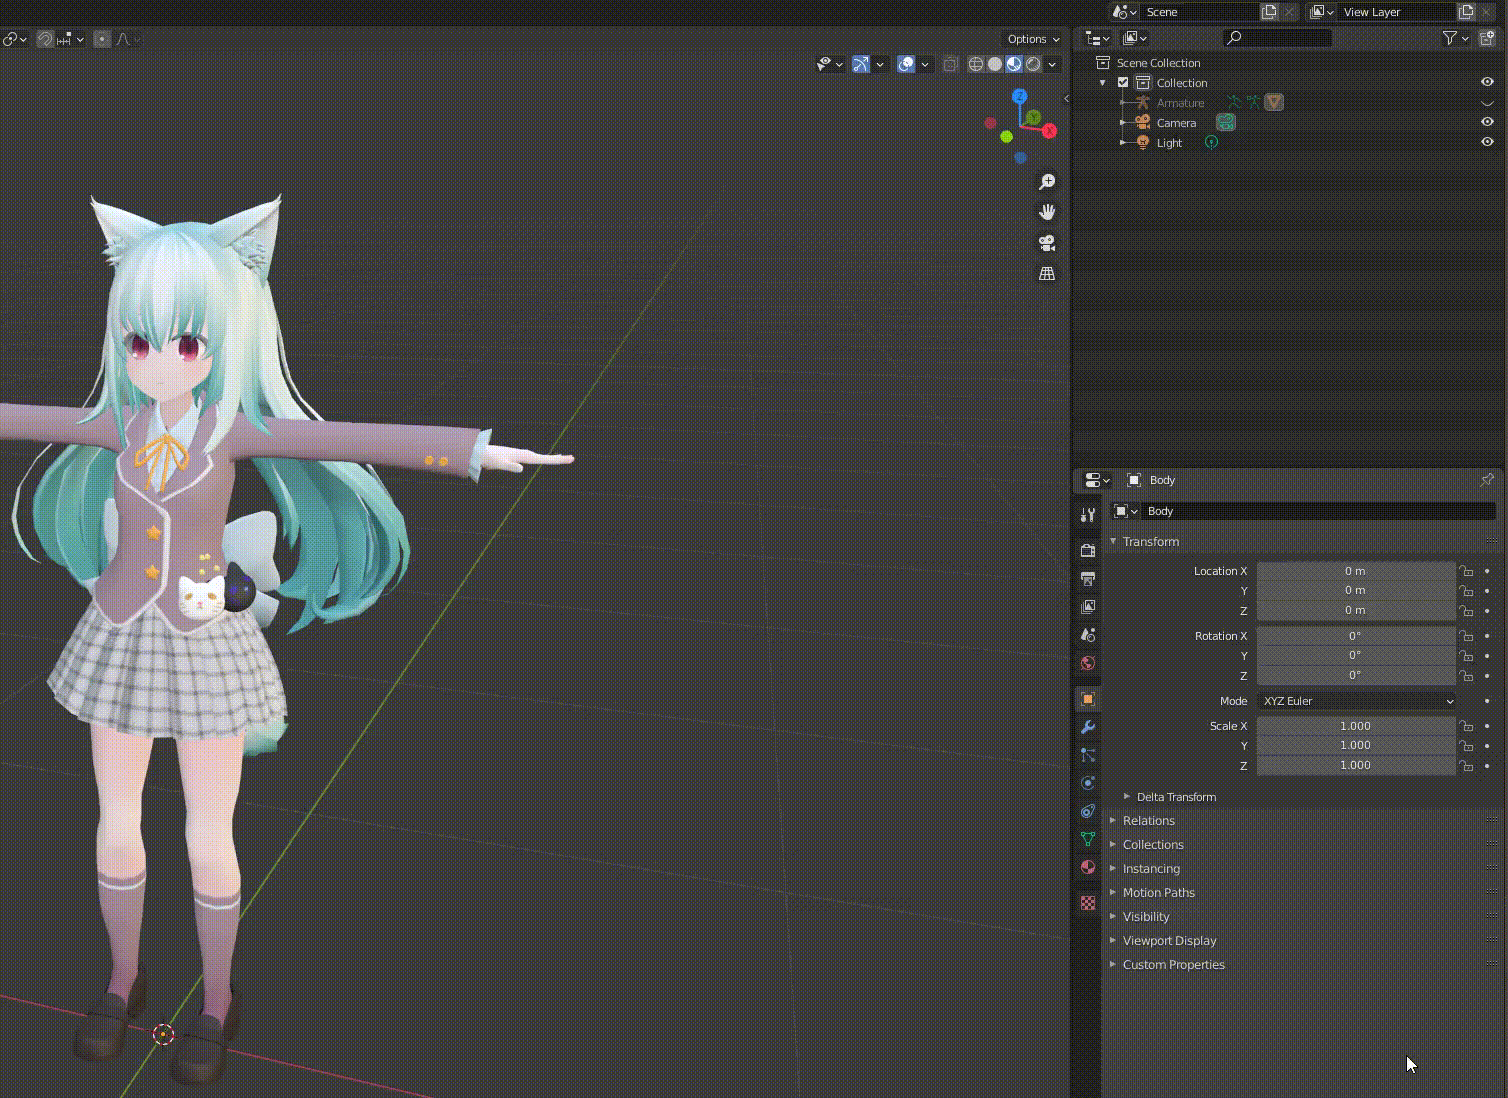 Scene
View Layer
Options
Z
Y
X
Scene Collection
Collection
Armature
Camera
Light
Body
Body
Transform
Location X 0 m
Y 0 m
Z 0 m
Rotation X 0°
Y 0°
Z 0°
Mode XYZ Euler
Scale X 1.000
Y 1.000
Z 1.000
Delta Transform
Relations
Collections
Instancing
Motion Paths
Visibility
Viewport Display
Custom Properties